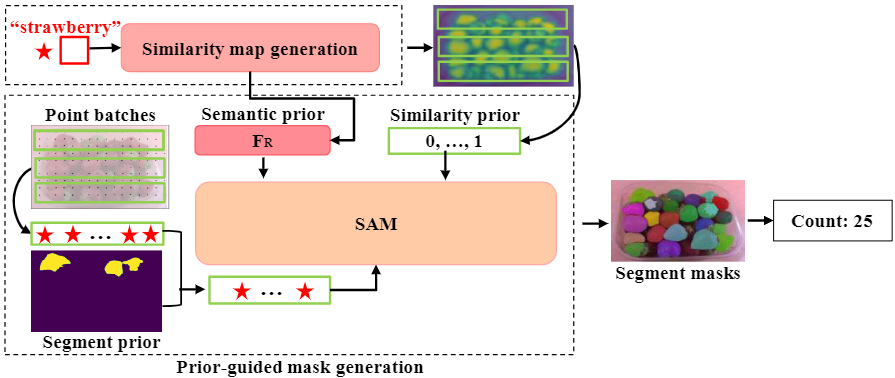 “strawberry”
Similarity map generation
Point batches
Semantic prior
Similarity prior
FR
0, …, 1
SAM
…
Segment masks
Count: 25
…
Segment prior
Prior-guided mask generation